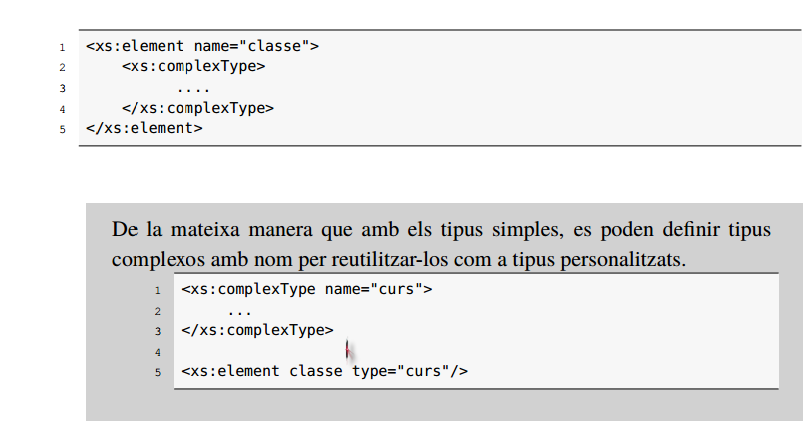 1 <xs:element name="classe">
2 <xs:complexType>
3 ....
4 </xs:complexType>
5 </xs:element>
De la mateixa manera que amb els tipus simples, es poden definir tipus
complexos amb nom per reutilitzar-los com a tipus personalitzats.
1 <xs:complexType name="curs">
2 ...
3 </xs:complexType>
4
5 <xs:element classe type="curs"/>